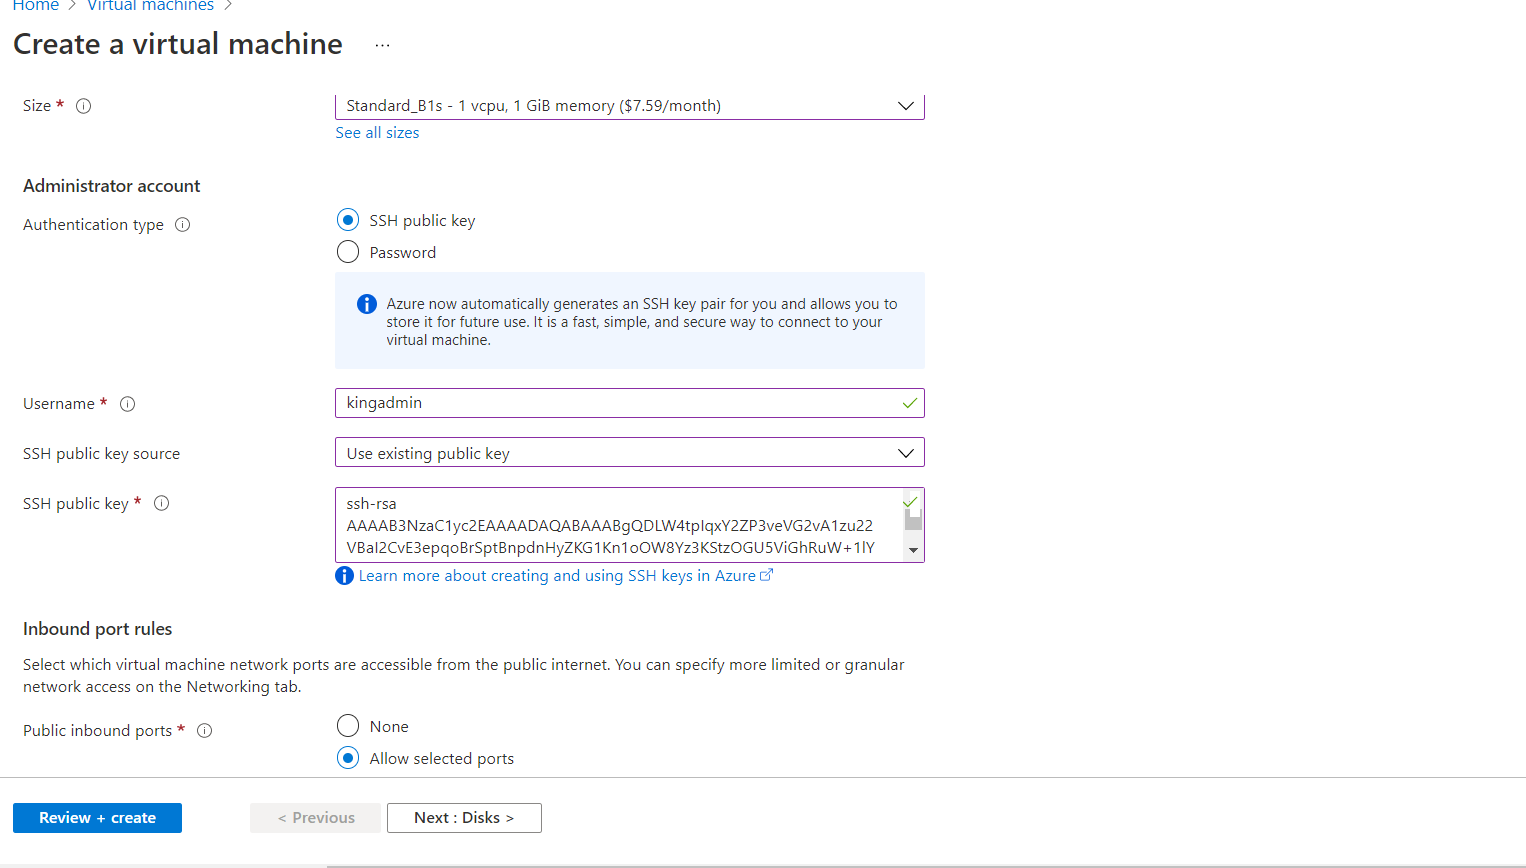 Home > Virtual machines >
Create a virtual machine ...
Size *
Standard_B1s - 1 vcpu, 1 GiB memory ($7.59/month)
See all sizes
Administrator account
Authentication type
SSH public key
Password
Azure now automatically generates an SSH key pair for you and allows you to
store it for future use. It is a fast, simple, and secure way to connect to your
virtual machine.
Username *
kingadmin
SSH public key source
Use existing public key
SSH public key *
ssh-rsa
AAAAB3NzaC1yc2EAAAADAQABAAABgQDLW4tpIqxY2ZP3veVG2vA1zu22
VBaI2CvE3epqoBrSptBnpdnHyZKG1Kn1oOW8Yz3KStzOGU5ViGhRuW+1lY
Learn more about creating and using SSH keys in Azure
Inbound port rules
Select which virtual machine network ports are accessible from the public internet. You can specify more limited or granular
network access on the Networking tab.
Public inbound ports *
None
Allow selected ports
Review + create
< Previous
Next : Disks >